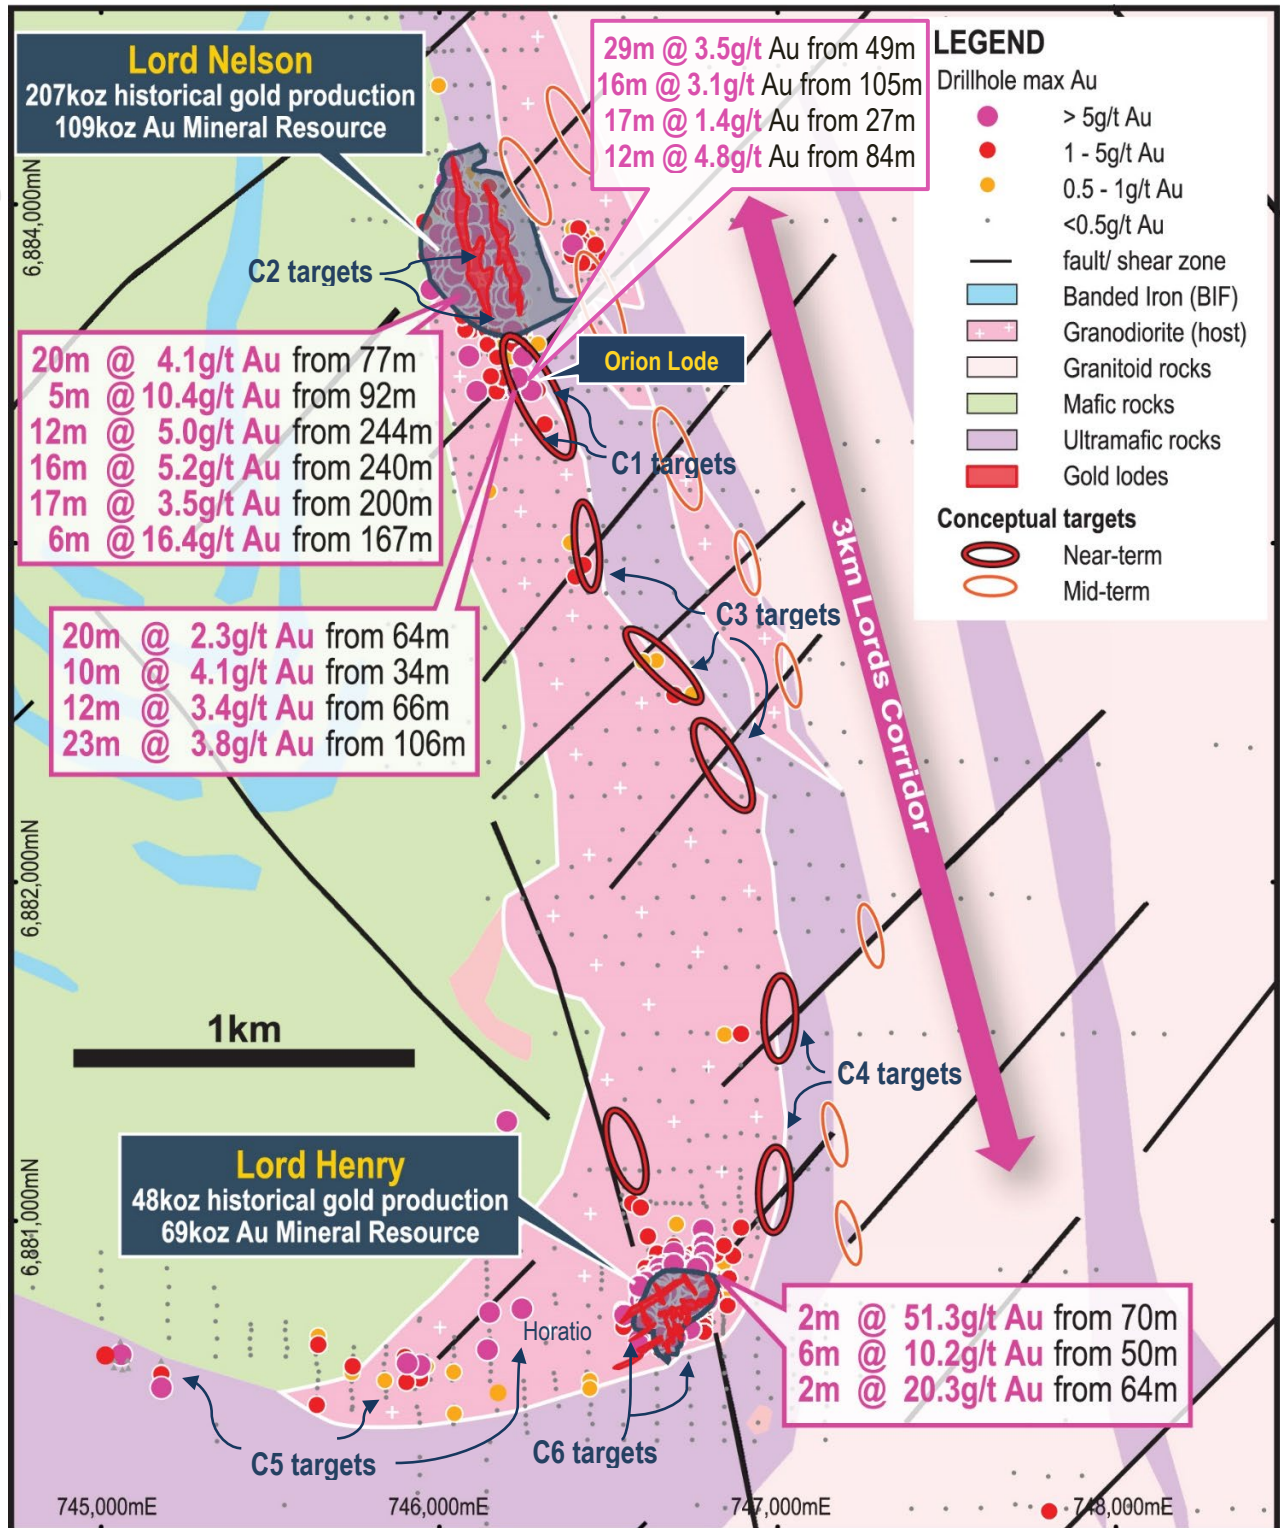 Lord Nelson
207koz historical gold production
109koz Au Mineral Resource
29m @ 3.5g/t Au from 49m
16m @ 3.1g/t Au from 105m
17m @ 1.4g/t Au from 27m
12m @ 4.8g/t Au from 84m
LEGEND
Drillhole max Au
> 5g/t Au
1 - 5g/t Au
0.5 - 1g/t Au
<0.5g/t Au
fault/ shear zone
Banded Iron (BIF)
Granodiorite (host)
Granitoid rocks
Mafic rocks
Ultramafic rocks
Gold lodes
Conceptual targets
Near-term
Mid-term
6,884,000mN
C2 targets
20m @ 4.1g/t Au from 77m
5m @ 10.4g/t Au from 92m
12m @ 5.0g/t Au from 244m
16m @ 5.2g/t Au from 240m
17m @ 3.5g/t Au from 200m
6m @ 16.4g/t Au from 167m
Orion Lode
C1 targets
3km Lords Corridor
C3 targets
20m @ 2.3g/t Au from 64m
10m @ 4.1g/t Au from 34m
12m @ 3.4g/t Au from 66m
23m @ 3.8g/t Au from 106m
6,882,000mN
1km
C4 targets
Lord Henry
48koz historical gold production
69koz Au Mineral Resource
6,881,000mN
2m @ 51.3g/t Au from 70m
6m @ 10.2g/t Au from 50m
2m @ 20.3g/t Au from 64m
Horatio
C5 targets
C6 targets
745,000mE
746,000mE
747,000mE
748,000mE